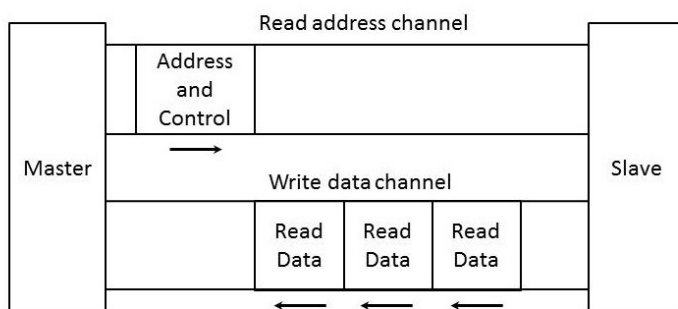 Read address channel
Address
and
Control
Master
Slave
Write data channel
Read
Data
Read
Data
Read
Data